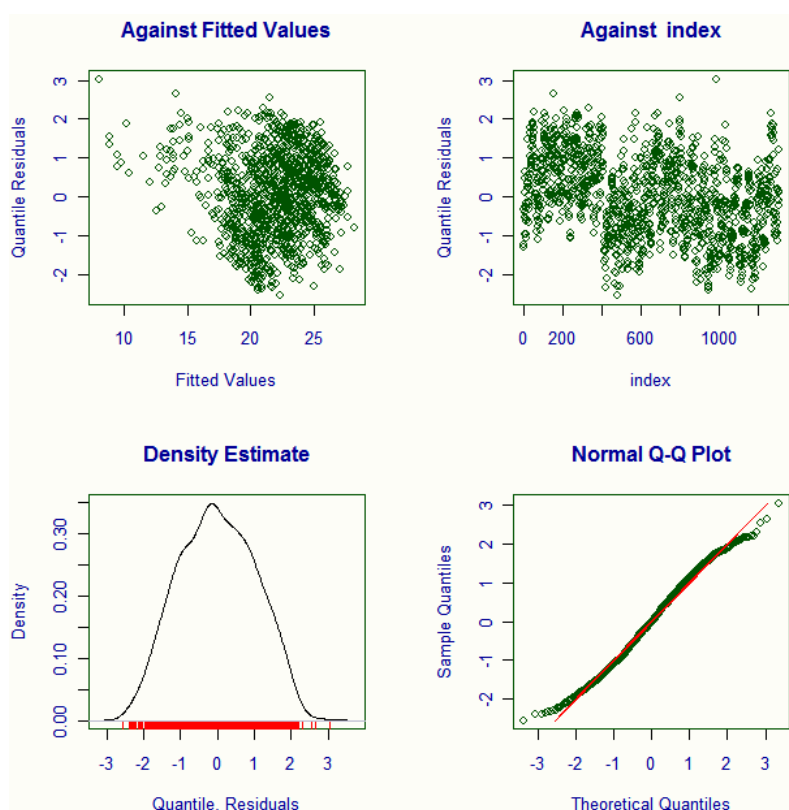 Against Fitted Values
Quantile Residuals
-2 -1 0 1 2 3
10 15 20 25
Fitted Values
Against index
Quantile Residuals
-2 -1 0 1 2 3
0 200 600 1000
index
Density Estimate
Density
0.00 0.10 0.20 0.30
-3 -2 -1 0 1 2 3
Quantile. Residuals
Normal Q-Q Plot
Sample Quantiles
-2 -1 0 1 2 3
-3 -2 -1 0 1 2 3
Theoretical Quantiles